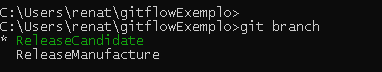 C:\Users\renat\gitflowExemplo>
C:\Users\renat\gitflowExemplo>git branch
* ReleaseCandidate
  ReleaseManufacture